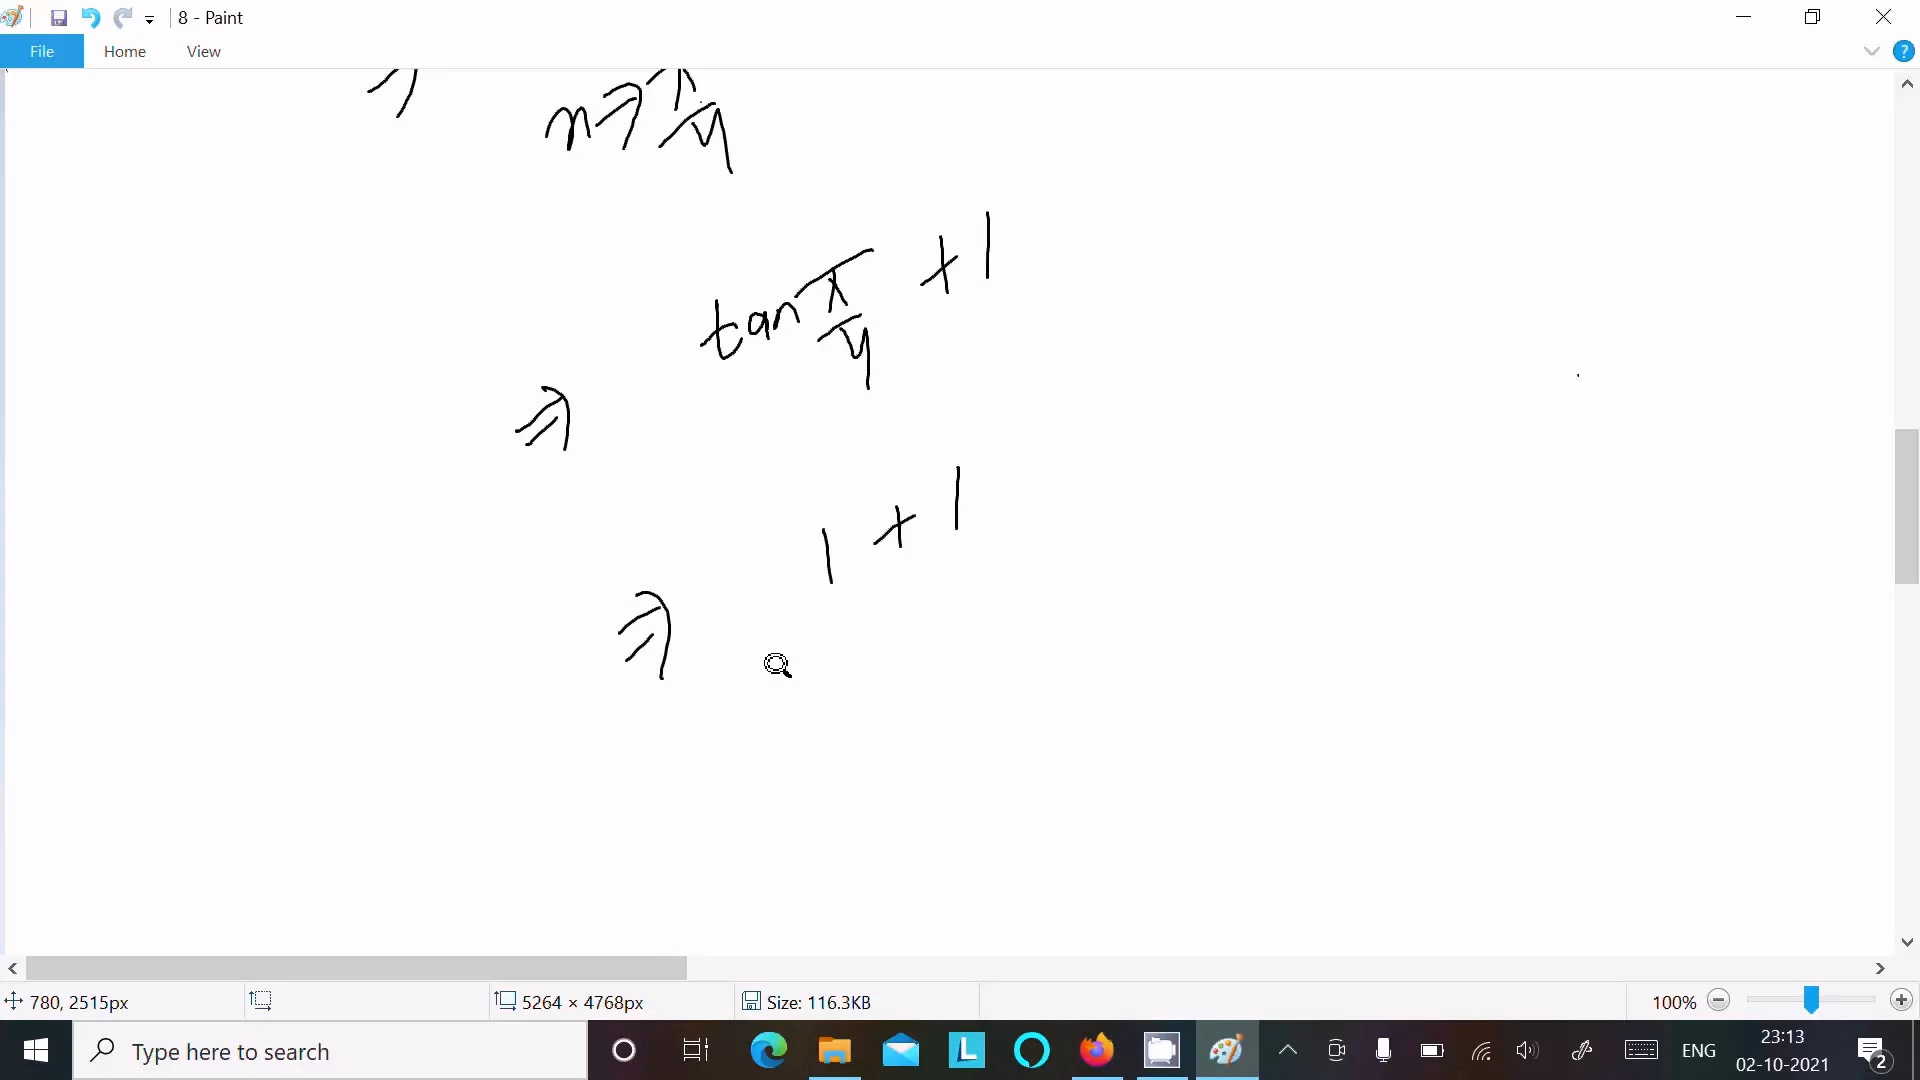 8 - Paint
File Home View
⇒
x ⇒ π/4
tan π/4 + 1
⇒
1 + 1
⇒
780, 2515px 5264 × 4768px Size: 116.3KB 100%
Type here to search
L
ENG
23:13
02-10-2021
2